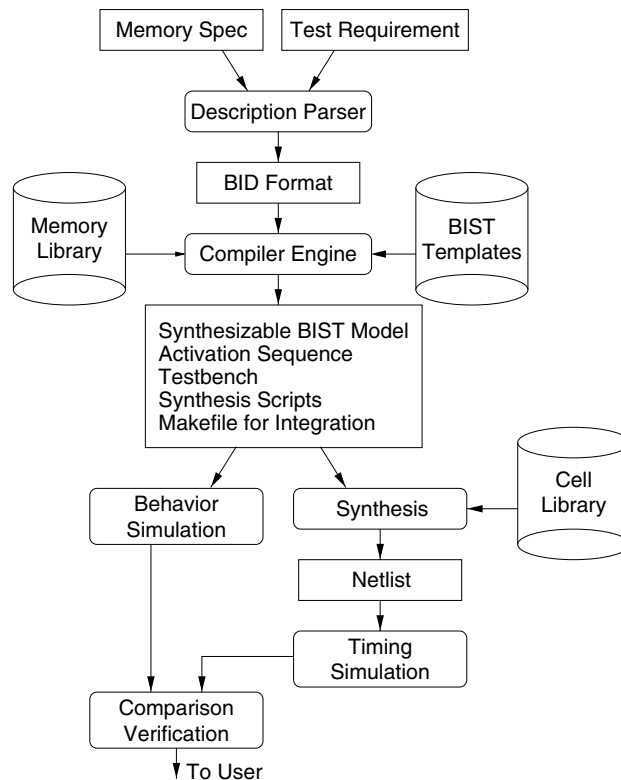 Memory Spec
Test Requirement
Description Parser
BID Format
Memory
Library
Compiler Engine
BIST
Templates
Synthesizable BIST Model
Activation Sequence
Testbench
Synthesis Scripts
Makefile for Integration
Behavior
Simulation
Synthesis
Cell
Library
Netlist
Timing
Simulation
Comparison
Verification
To User